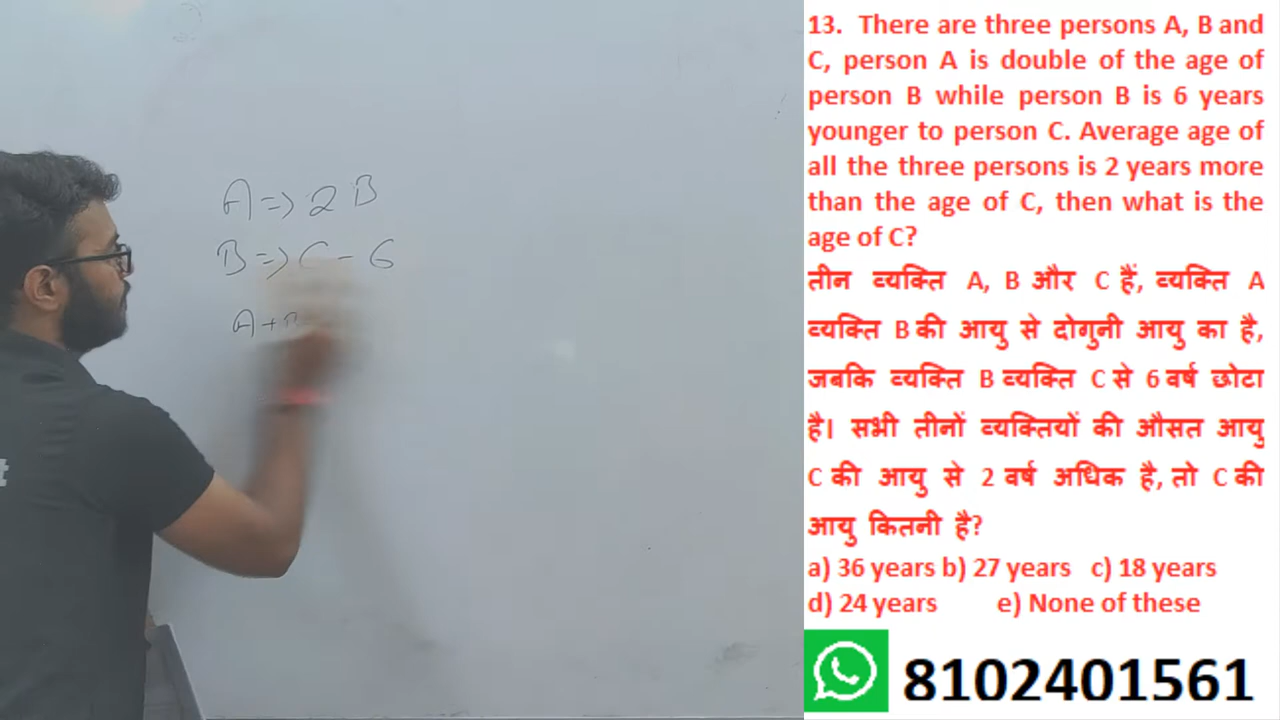 A => 2 B
B => C - 6
A +
t
13. There are three persons A, B and
C, person A is double of the age of
person B while person B is 6 years
younger to person C. Average age of
all the three persons is 2 years more
than the age of C, then what is the
age of C?
तीन व्यक्ति A, B और C हैं, व्यक्ति A
व्यक्ति B की आयु से दोगुनी आयु का है,
जबकि व्यक्ति B व्यक्ति C से 6 वर्ष छोटा
है। सभी तीनों व्यक्तियों की औसत आयु
C की आयु से 2 वर्ष अधिक है, तो C की
आयु कितनी है?
a) 36 years b) 27 years c) 18 years
d) 24 years e) None of these
8102401561